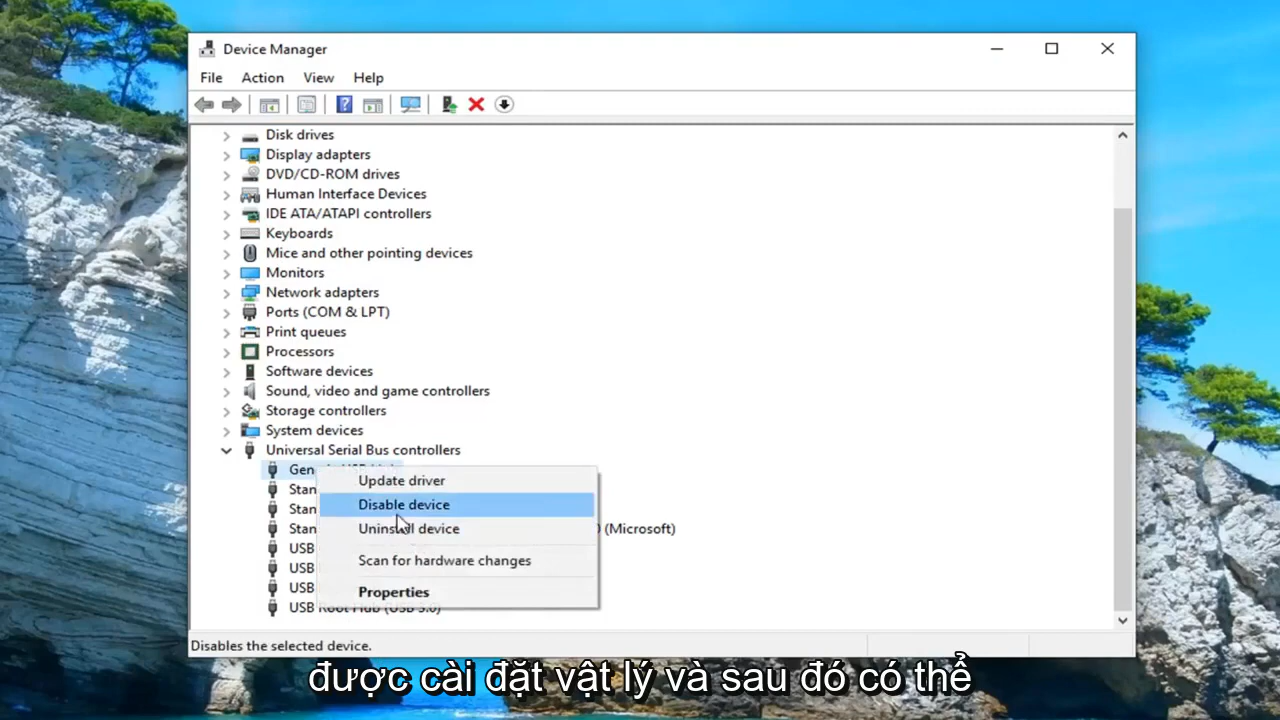 Device Manager
File Action View Help
Disk drives
Display adapters
DVD/CD-ROM drives
Human Interface Devices
IDE ATA/ATAPI controllers
Keyboards
Mice and other pointing devices
Monitors
Network adapters
Ports (COM & LPT)
Print queues
Processors
Software devices
Sound, video and game controllers
Storage controllers
System devices
Universal Serial Bus controllers
Update driver
Disable device
Uninstall device
(Microsoft)
Scan for hardware changes
USB
USB
USB
Properties
USB Root Hub (USB 3.0)
Disables the selected device.
được cài đặt vật lý và sau đó có thể